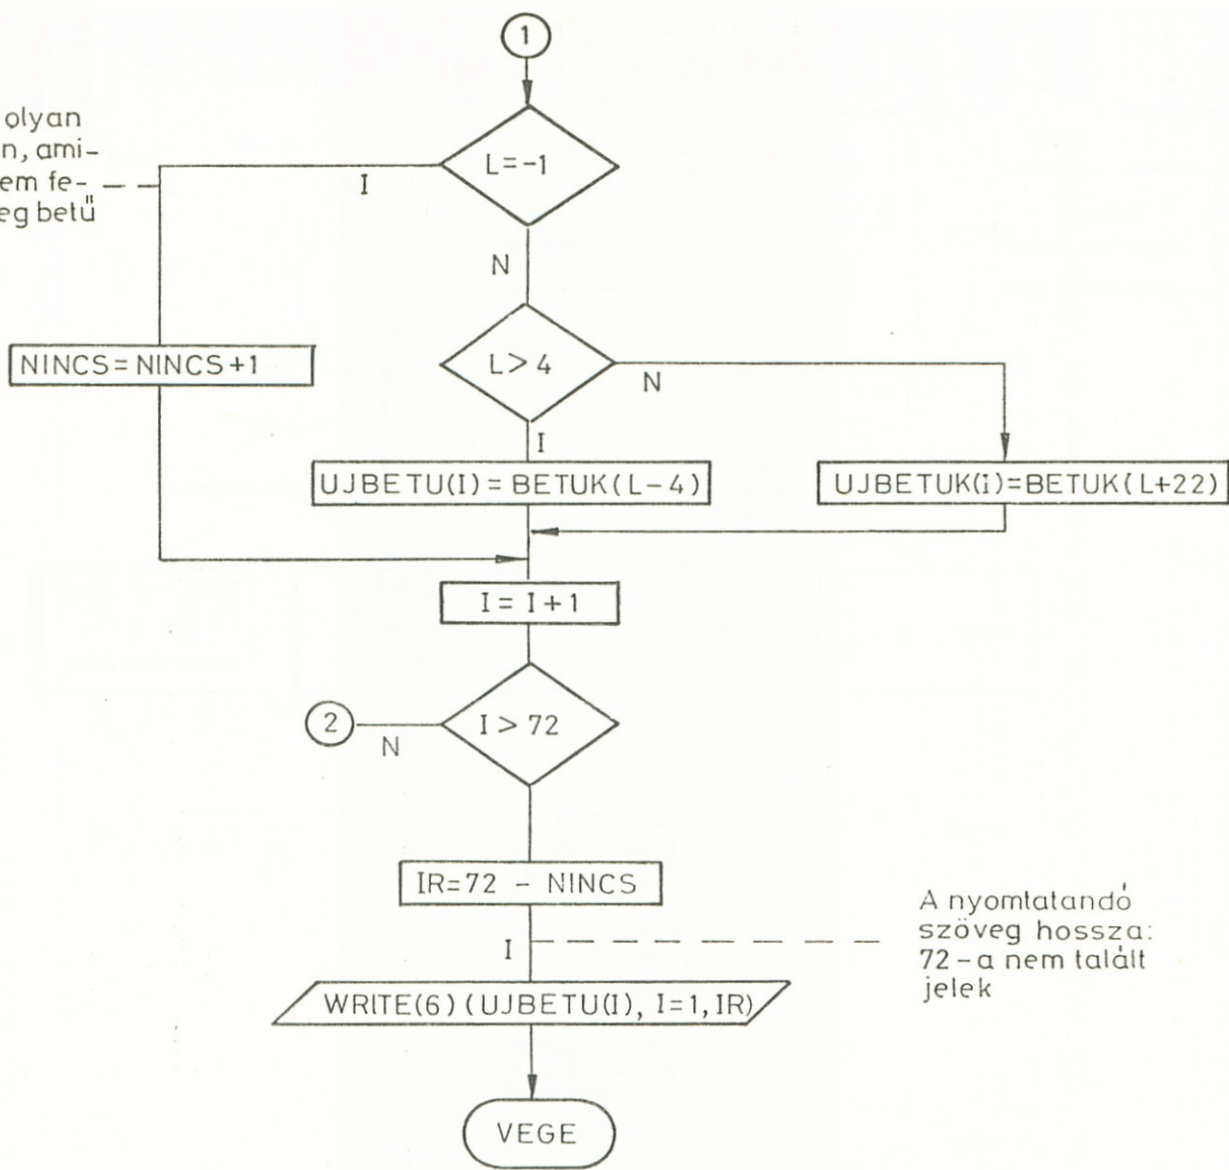 1
olyan
n, ami-
em fe-
eg betű
L=-1
I
N
NINCS=NINCS+1
L>4
N
I
UJBETU(I)=BETUK(L-4)
UJBETUK(i)=BETUK(L+22)
I=I+1
I>72
2
N
IR=72 - NINCS
I
A nyomtatandó
szöveg hossza:
72-a nem talált
jelek
WRITE(6)(UJBETU(I), I=1,IR)
VEGE